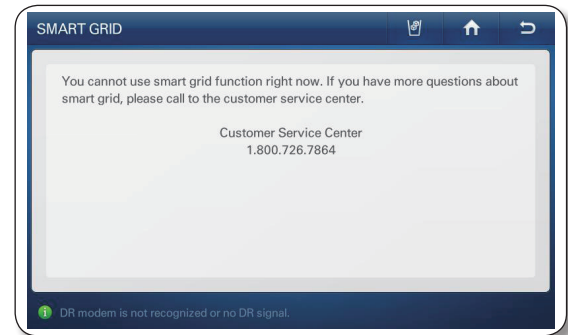 SMART GRID
You cannot use smart grid function right now. If you have more questions about
smart grid, please call to the customer service center.
Customer Service Center
1.800.726.7864
DR modem is not recognized or no DR signal.